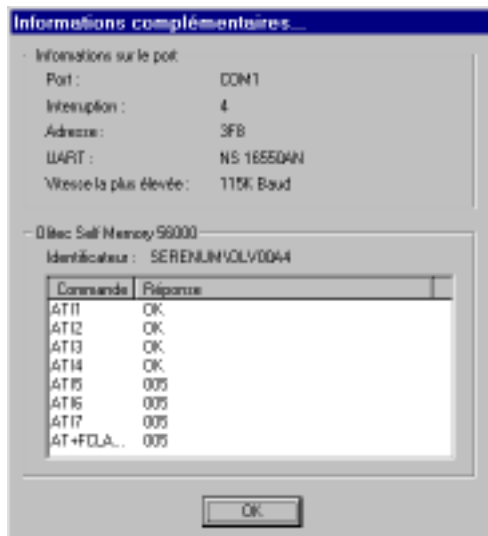 Informations complémentaires...
Informations sur le port
Port : COM1
Interruption : 4
Adresse : 3F8
UART : NS 16550AN
Vitesse la plus élevée : 115K Baud
Olitec Self Memory 56000
Identificateur : SERENUM\OLV00A4
Commande Réponse
ATI1 OK
ATI2 OK
ATI3 OK
ATI4 OK
ATI5 005
ATI6 005
ATI7 005
AT+FCLA... 005
OK